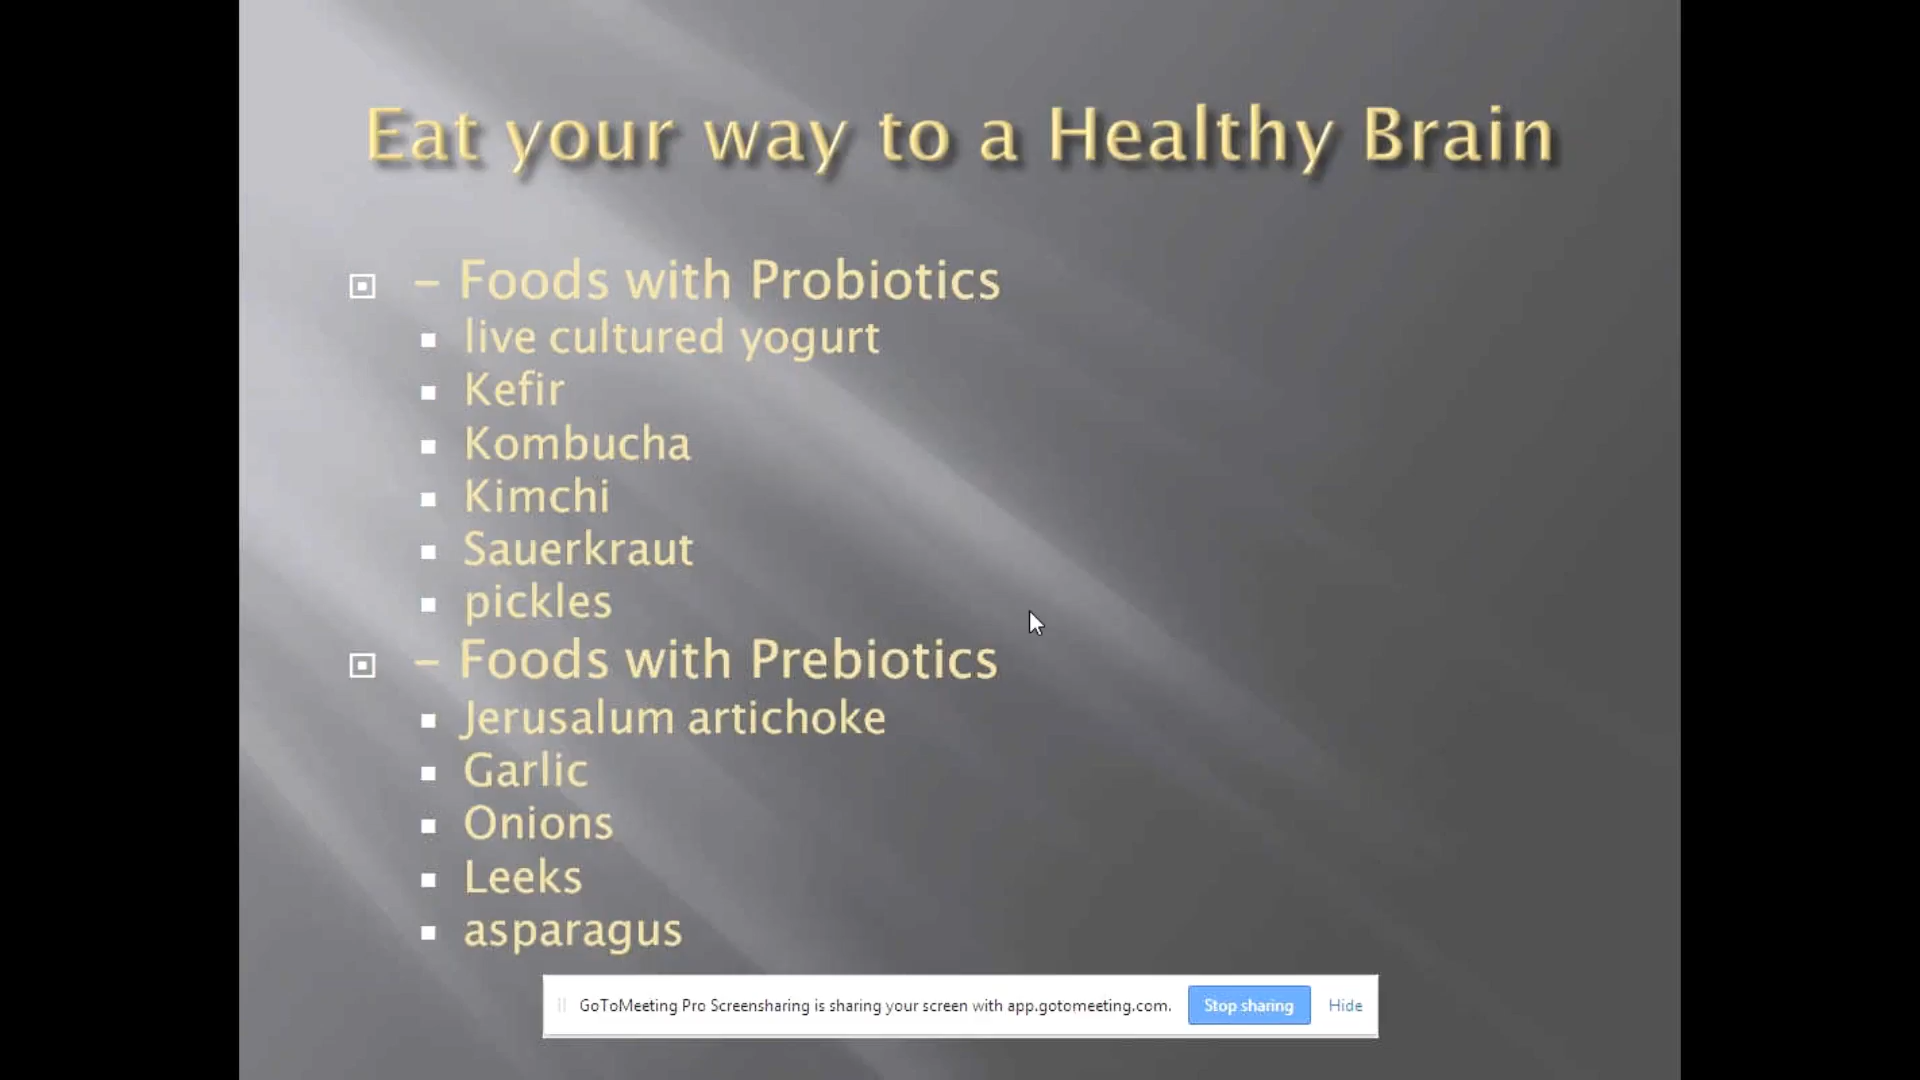 Eat your way to a Healthy Brain
– Foods with Probiotics
live cultured yogurt
Kefir
Kombucha
Kimchi
Sauerkraut
pickles
– Foods with Prebiotics
Jerusalum artichoke
Garlic
Onions
Leeks
asparagus
GoToMeeting Pro Screensharing is sharing your screen with app.gotomeeting.com. Stop sharing Hide